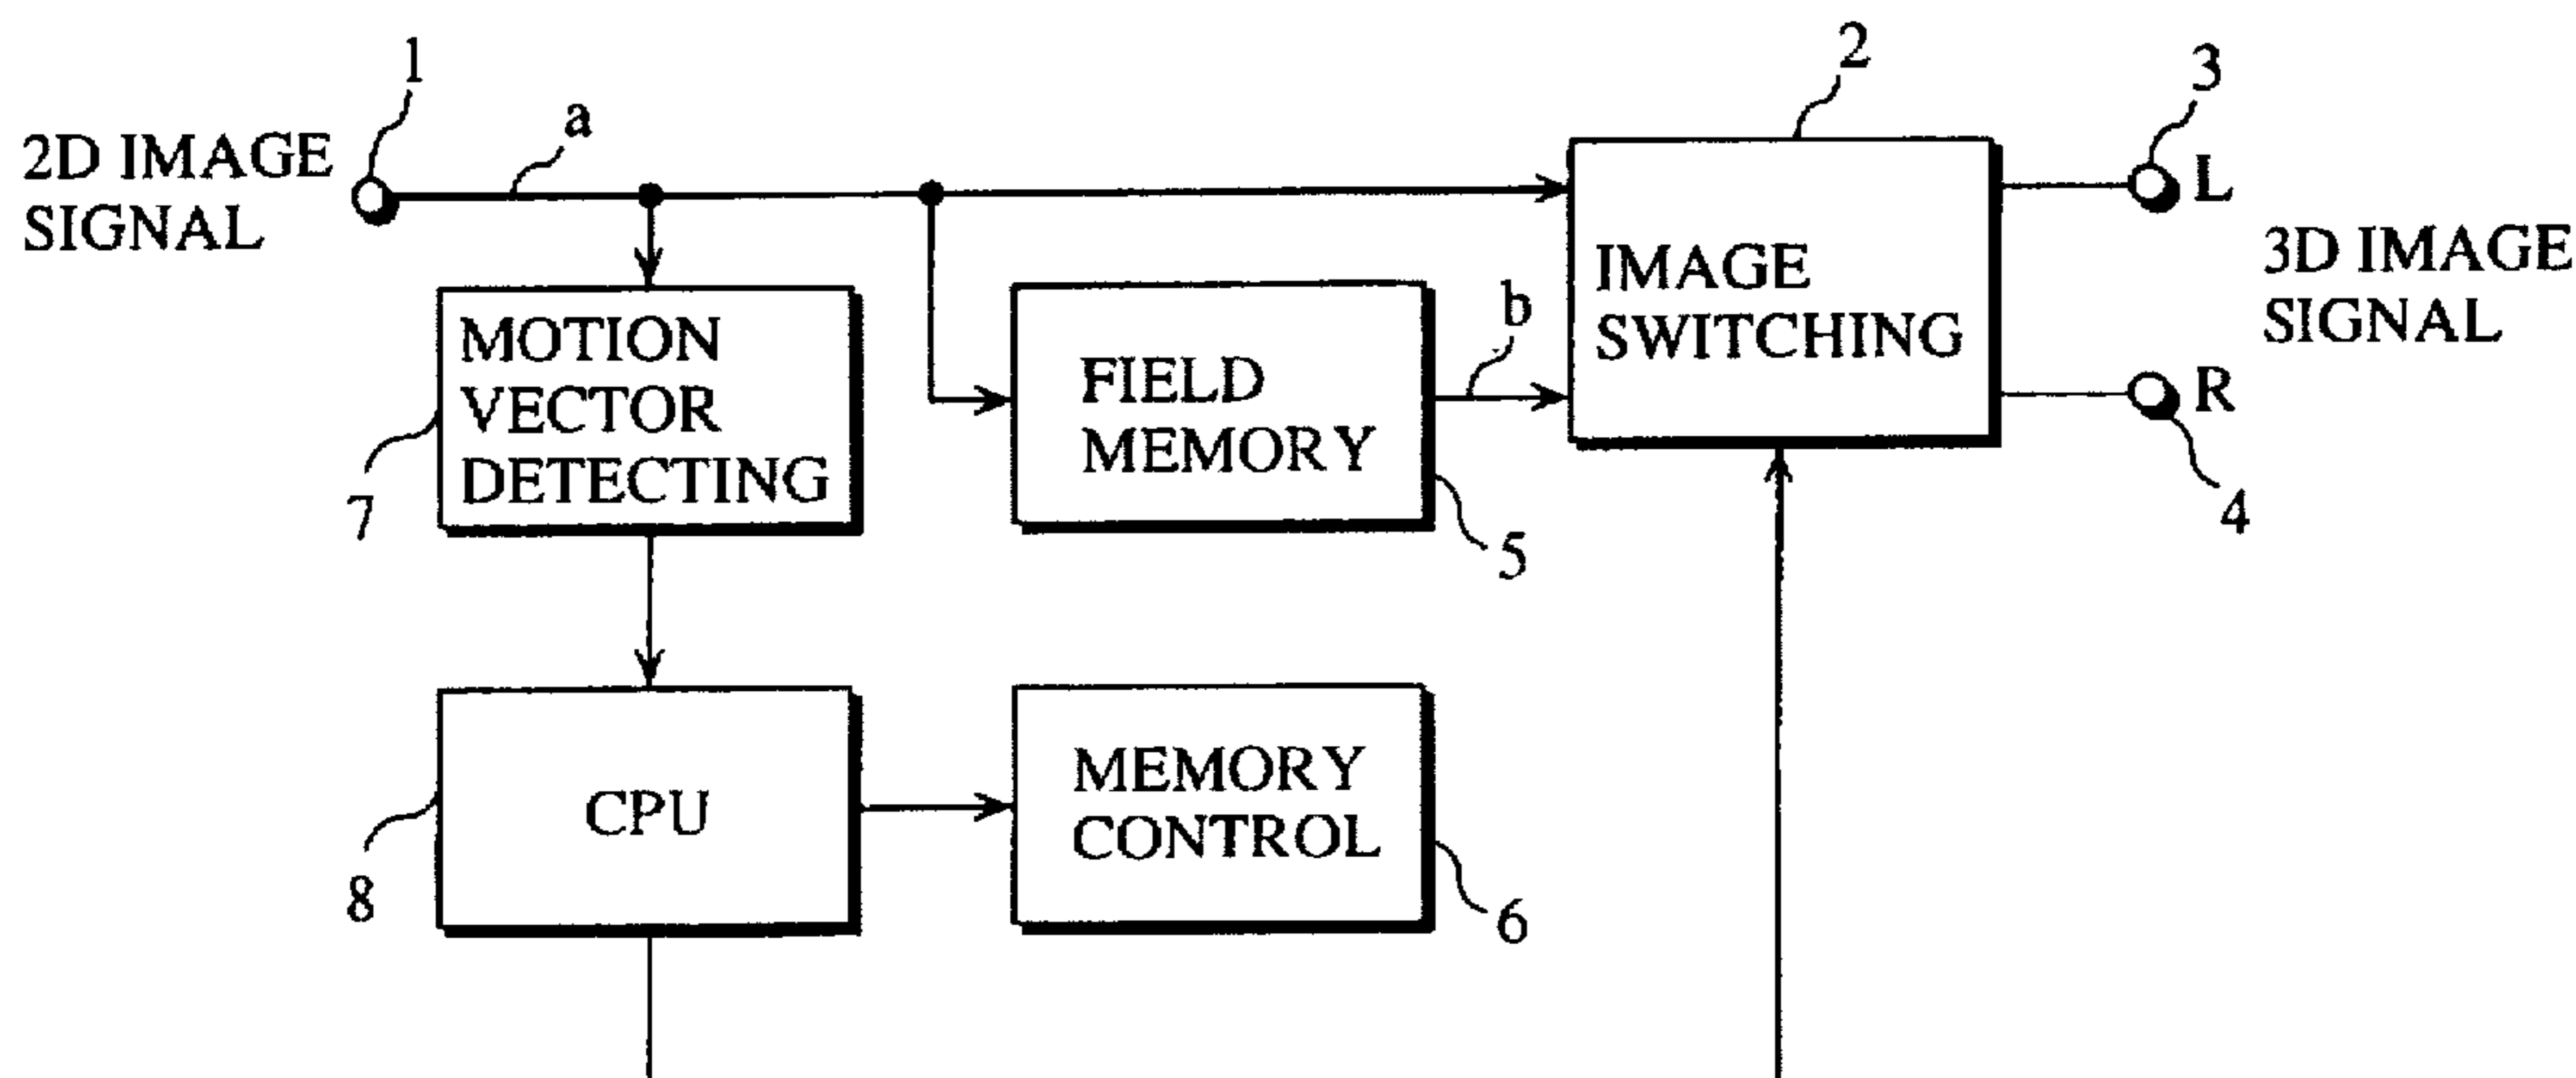 1
a
2
3
2D IMAGE
SIGNAL
L
3D IMAGE
SIGNAL
IMAGE
SWITCHING
MOTION
VECTOR
DETECTING
7
FIELD
MEMORY
b
5
R
4
CPU
8
MEMORY
CONTROL
6